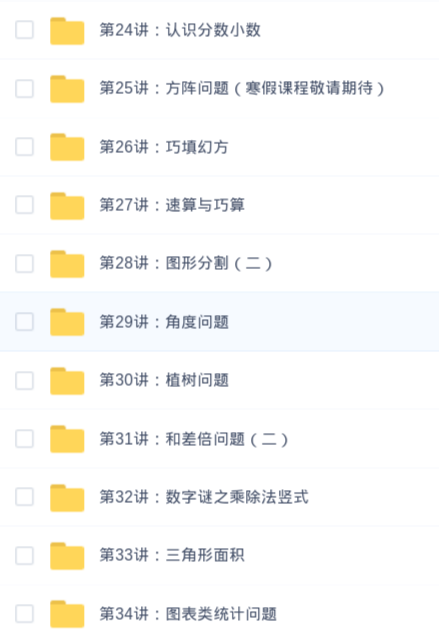 第24讲：认识分数小数
第25讲：方阵问题（寒假课程敬请期待）
第26讲：巧填幻方
第27讲：速算与巧算
第28讲：图形分割（二）
第29讲：角度问题
第30讲：植树问题
第31讲：和差倍问题（二）
第32讲：数字谜之乘除法竖式
第33讲：三角形面积
第34讲：图表类统计问题